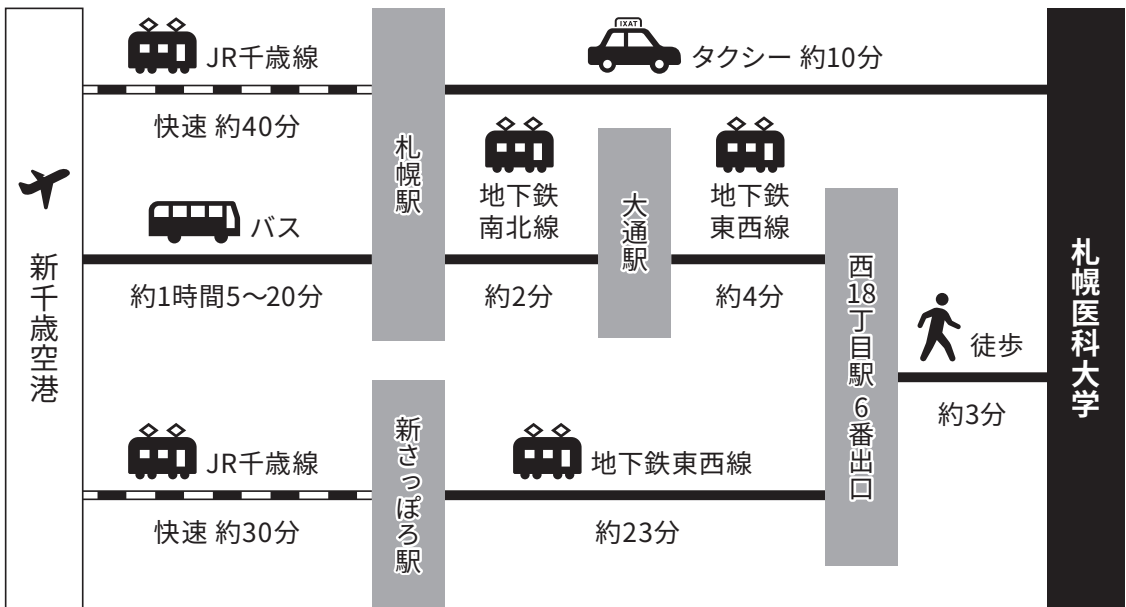 新千歳空港
JR千歳線
快速 約40分
バス
約1時間5〜20分
JR千歳線
快速 約30分
札幌駅
新さっぽろ駅
TAXI
タクシー 約10分
地下鉄
南北線
約2分
大通駅
地下鉄
東西線
約4分
地下鉄東西線
約23分
西18丁目駅 6番出口
徒歩
約3分
札幌医科大学